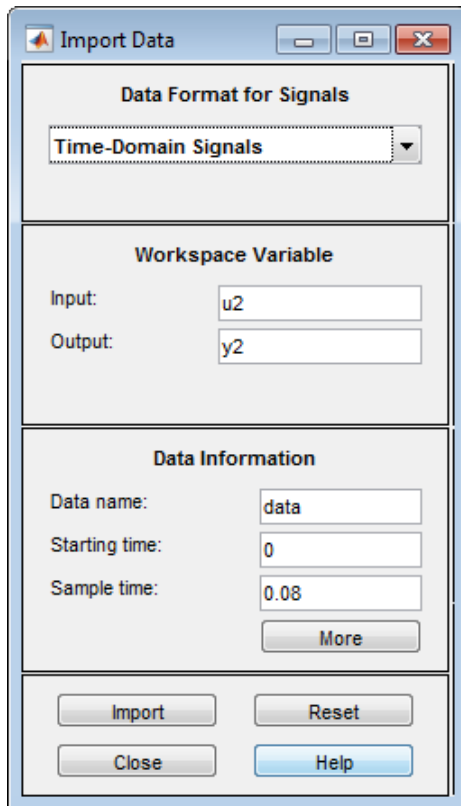 Import Data
Data Format for Signals
Time-Domain Signals
Workspace Variable
Input: u2
Output: y2
Data Information
Data name: data
Starting time: 0
Sample time: 0.08
More
Import Reset
Close Help